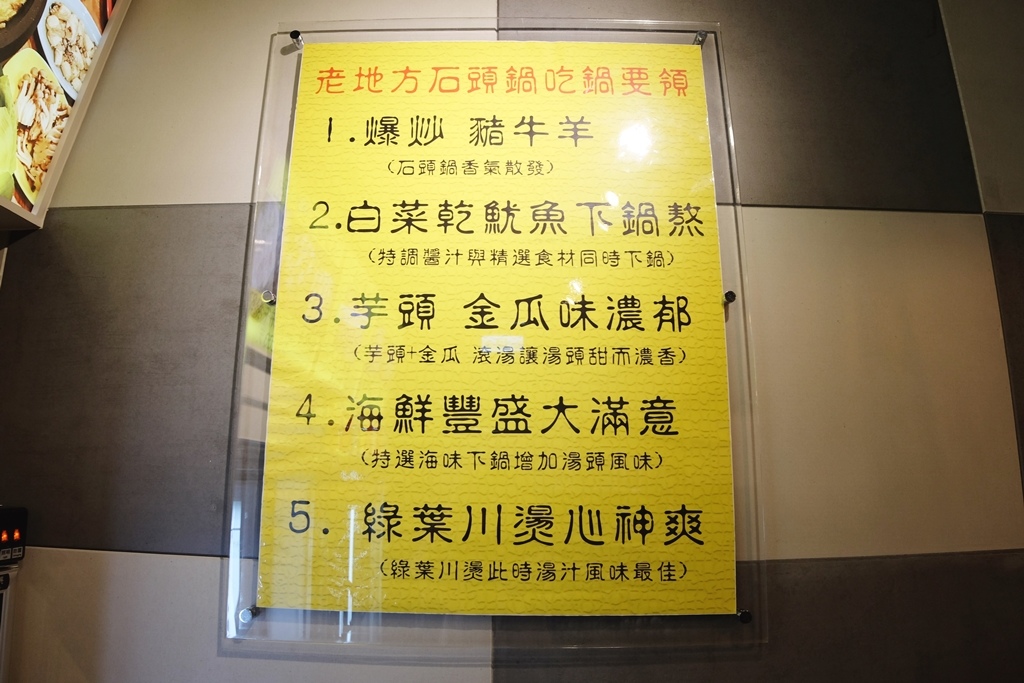 老地方石頭鍋吃鍋要領
1.爆炒 豬牛羊
(石頭鍋香氣散發)
2.白菜乾魷魚下鍋熬
(特調醬汁與精選食材同時下鍋)
3.芋頭 金瓜味濃郁
(芋頭+金瓜 滾湯讓湯頭甜而濃香)
4.海鮮豐盛大滿意
(特選海味下鍋增加湯頭風味)
5. 綠葉川燙心神爽
(綠葉川燙此時湯汁風味最佳)